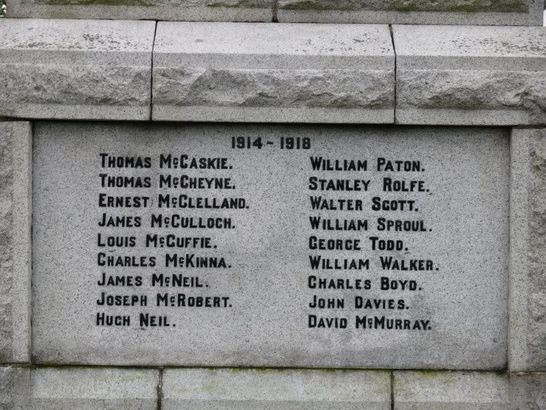 1914 - 1918
THOMAS McCASKIE.
THOMAS McCHEYNE.
ERNEST McCLELLAND.
JAMES McCULLOCH.
LOUIS McGUFFIE.
CHARLES McKINNA.
JAMES McNEIL.
JOSEPH McROBERT.
HUGH NEIL.
WILLIAM PATON.
STANLEY ROLFE.
WALTER SCOTT.
WILLIAM SPROUL.
GEORGE TODD.
WILLIAM WALKER.
CHARLES BOYD.
JOHN DAVIES.
DAVID McMURRAY.